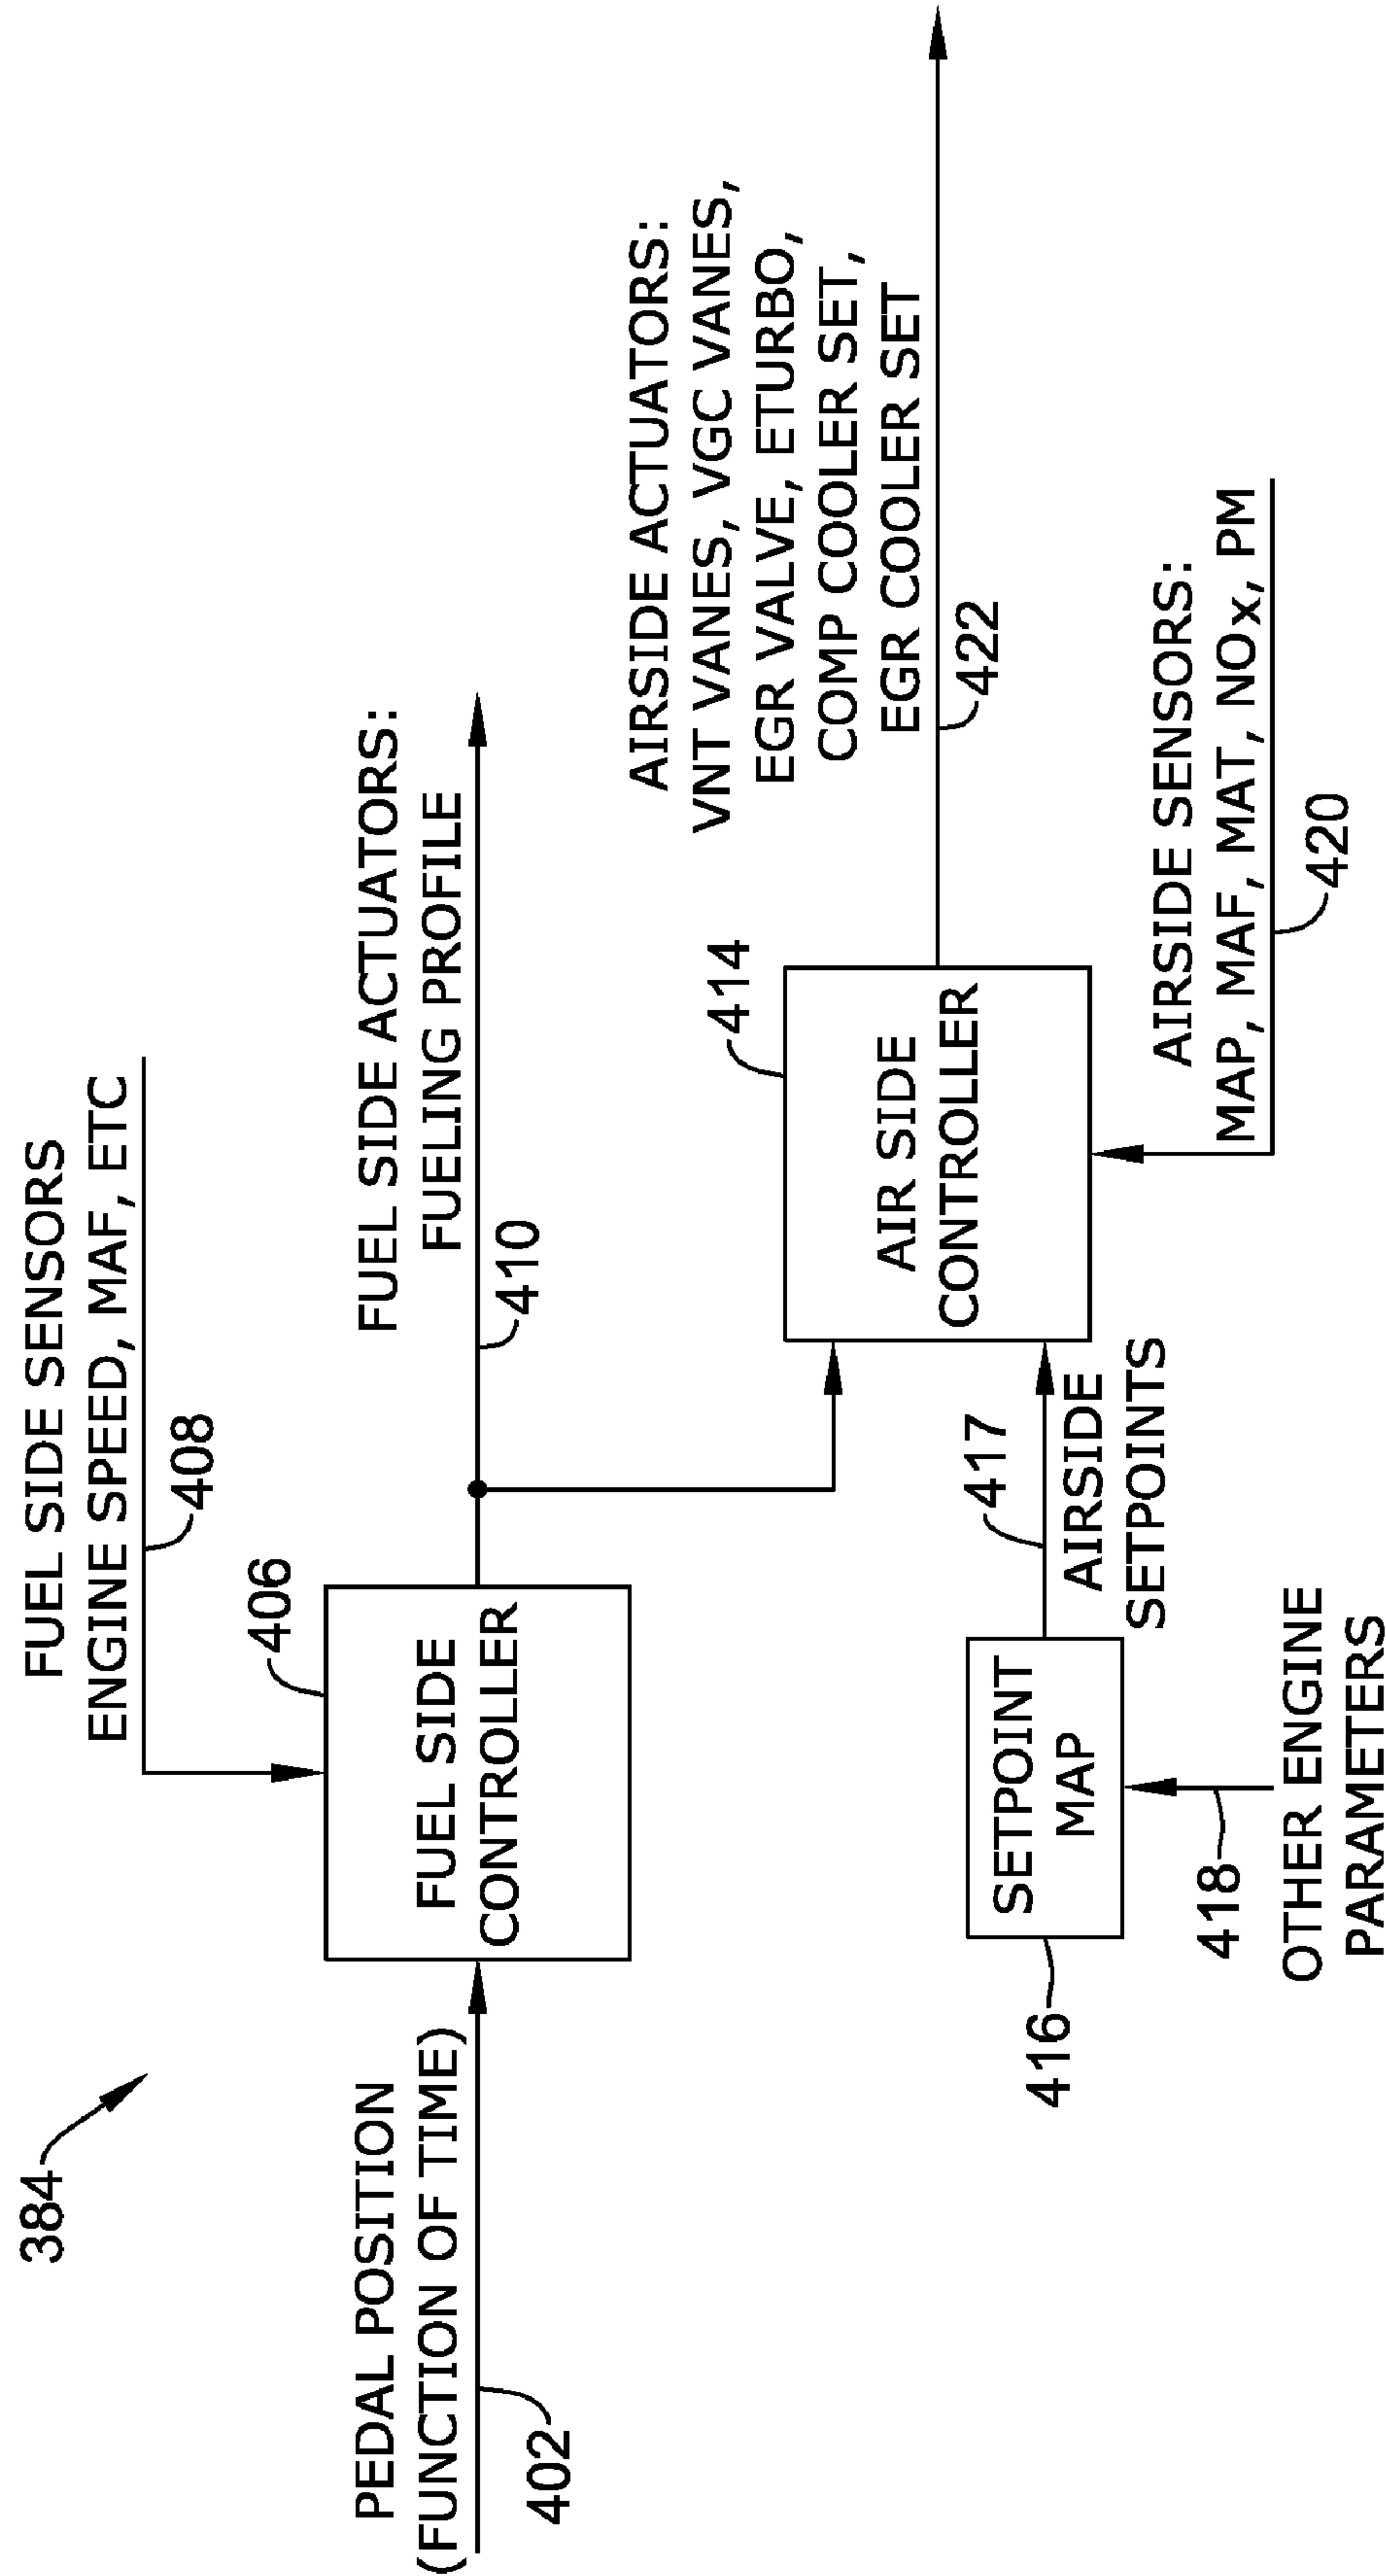 384
FUEL SIDE SENSORS
ENGINE SPEED, MAF, ETC
408
PEDAL POSITION
(FUNCTION OF TIME)
402
406
FUEL SIDE
CONTROLLER
FUEL SIDE ACTUATORS:
FUELING PROFILE
410
AIRSIDE ACTUATORS:
VNT VANES, VGC VANES,
EGR VALVE, ETURBO,
COMP COOLER SET,
EGR COOLER SET
422
414
AIR SIDE
CONTROLLER
416
SETPOINT
MAP
417
AIRSIDE
SETPOINTS
418
OTHER ENGINE
PARAMETERS
AIRSIDE SENSORS:
MAP, MAF, MAT, NOx, PM
420